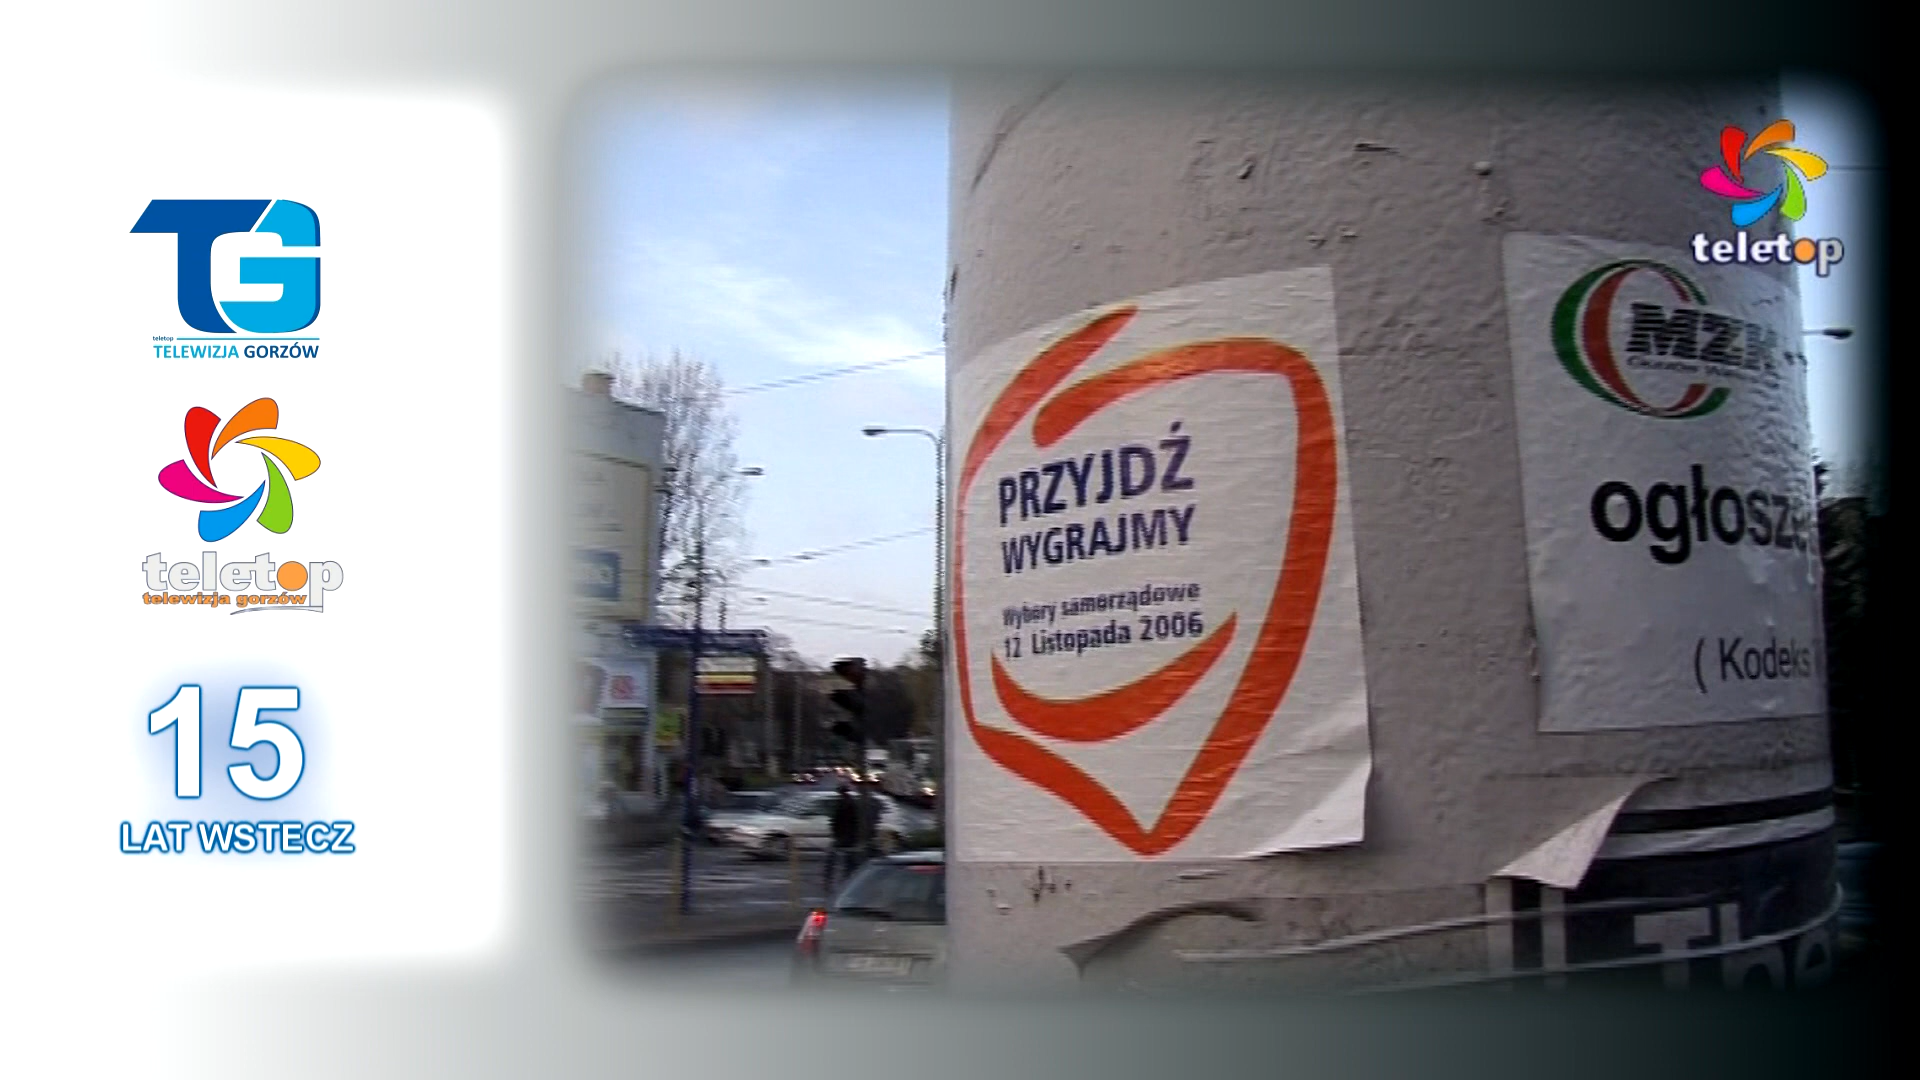 TG
teletop
TELEWIZJA GORZÓW
teletop
telewizja gorzów
15
LAT WSTECZ
teletop
PRZYJDŹ
WYGRAJMY
Wybory samorządowe
12 Listopada 2006
MZK
ogłosze
( Kodeks
The